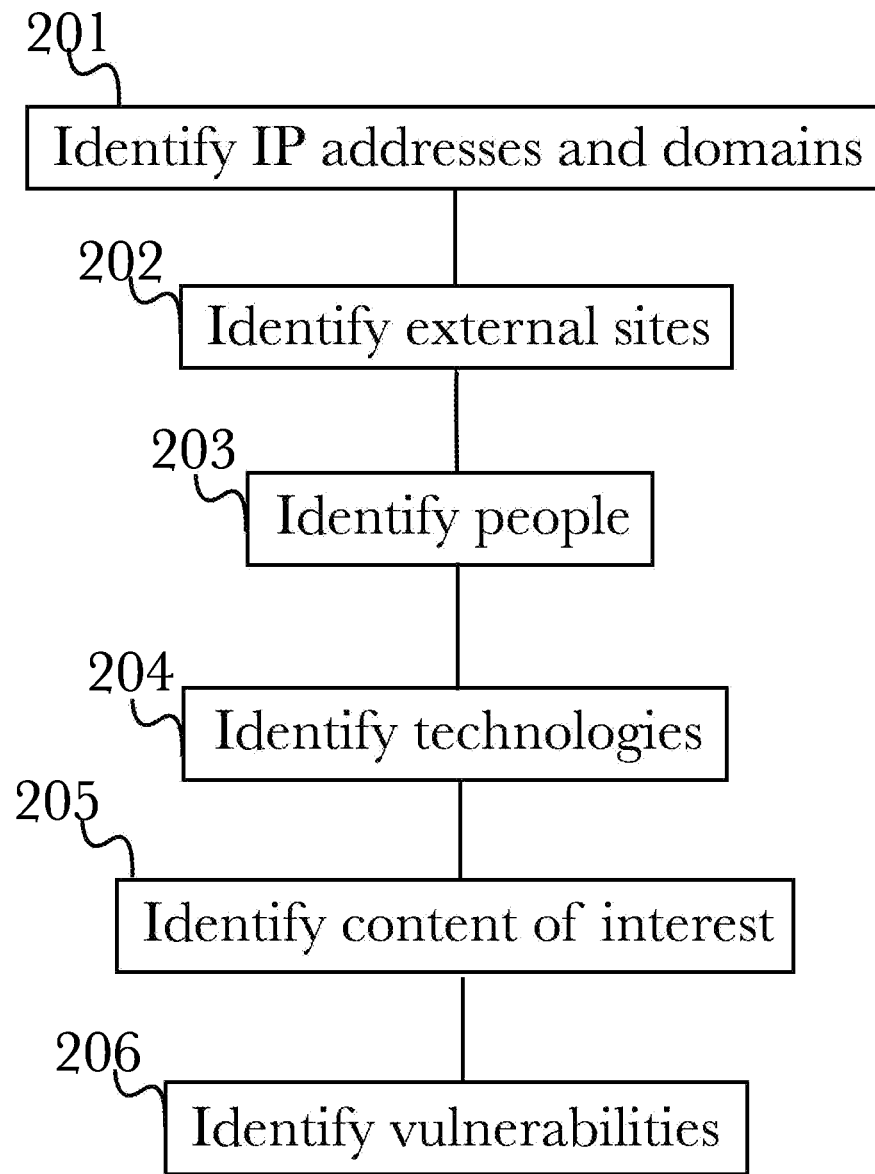 201
Identify IP addresses and domains
202
Identify external sites
203
Identify people
204
Identify technologies
205
Identify content of interest
206
Identify vulnerabilities